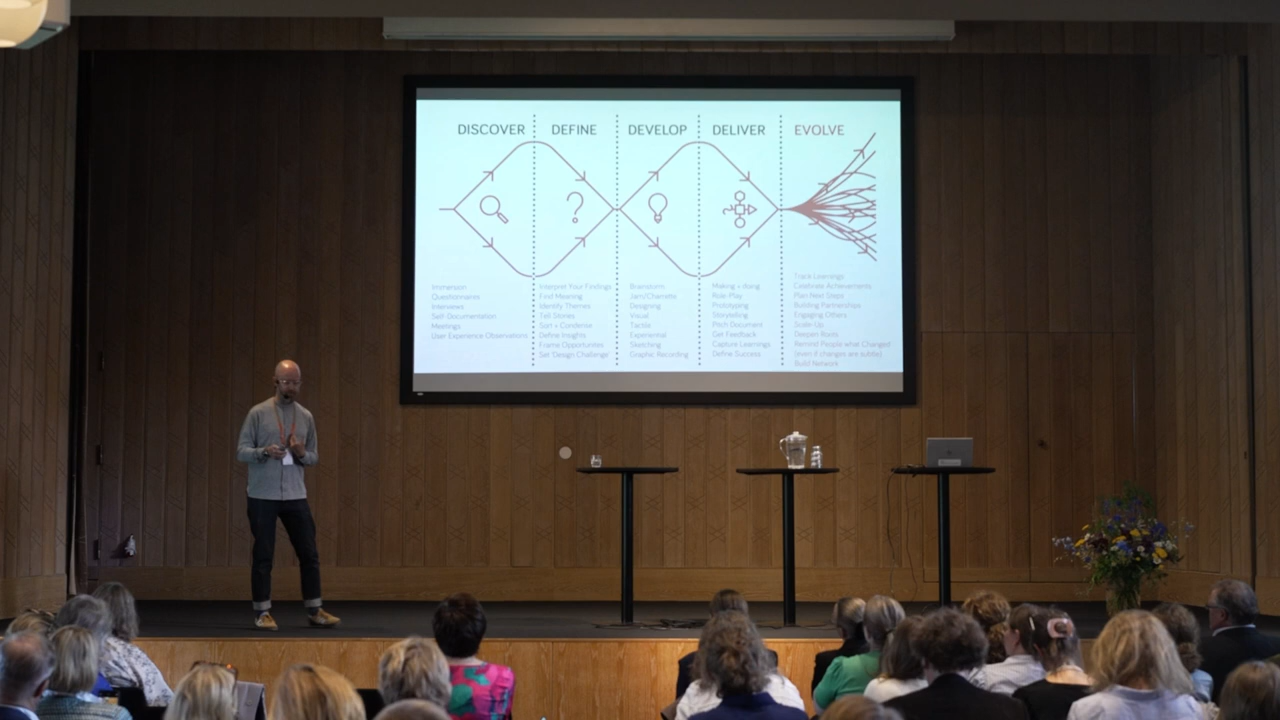 DISCOVER
DEFINE
DEVELOP
DELIVER
EVOLVE
Immersion
Questionnaires
Interviews
Self Documentation
Meetings
User Experience Observations
Interpret Your Findings
Find Meaning
Identify Themes
Tell Stories
Sort + Condense
Define Insights
Frame Opportunities
Set 'Design Challenge'
Brainstorm
Jam/Charrette
Designing
Visual
Tactile
Experiential
Sketching
Graphic Recording
Making + doing
Role-Play
Prototyping
Storytelling
Pitch Document
Get Feedback
Capture Learnings
Define Success
Track Learnings
Celebrate Achievements
Plan Next Steps
Building Partnerships
Engaging Others
Scale-Up
Deepen Roots
Remind People what Changed
(even if changes are subtle)
Build Network